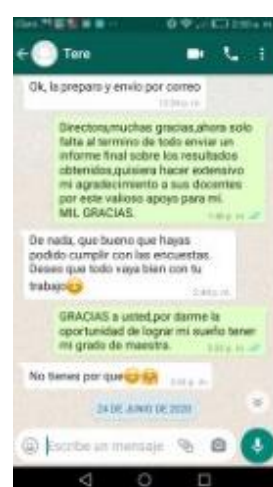 Tere
Ok, la preparo y envio por correo
Directora,muchas gracias,ahora solo
falta al termino de todo enviar un
informe final sobre los resultados
obtenidos,quisiera hacer extensivo
mi agradecimiento a sus docentes
por este valioso apoyo para mi.
MIL GRACIAS.
De nada, que bueno que hayas
podido cumplir con las encuestas.
Deseo que todo vaya bien con tu
trabajo
GRACIAS a usted,por darme la
oportunidad de lograr mi sueño tener
mi grado de maestra.
No tienes por que
24 DE JUNIO DE 2020
Escribe un mensaje